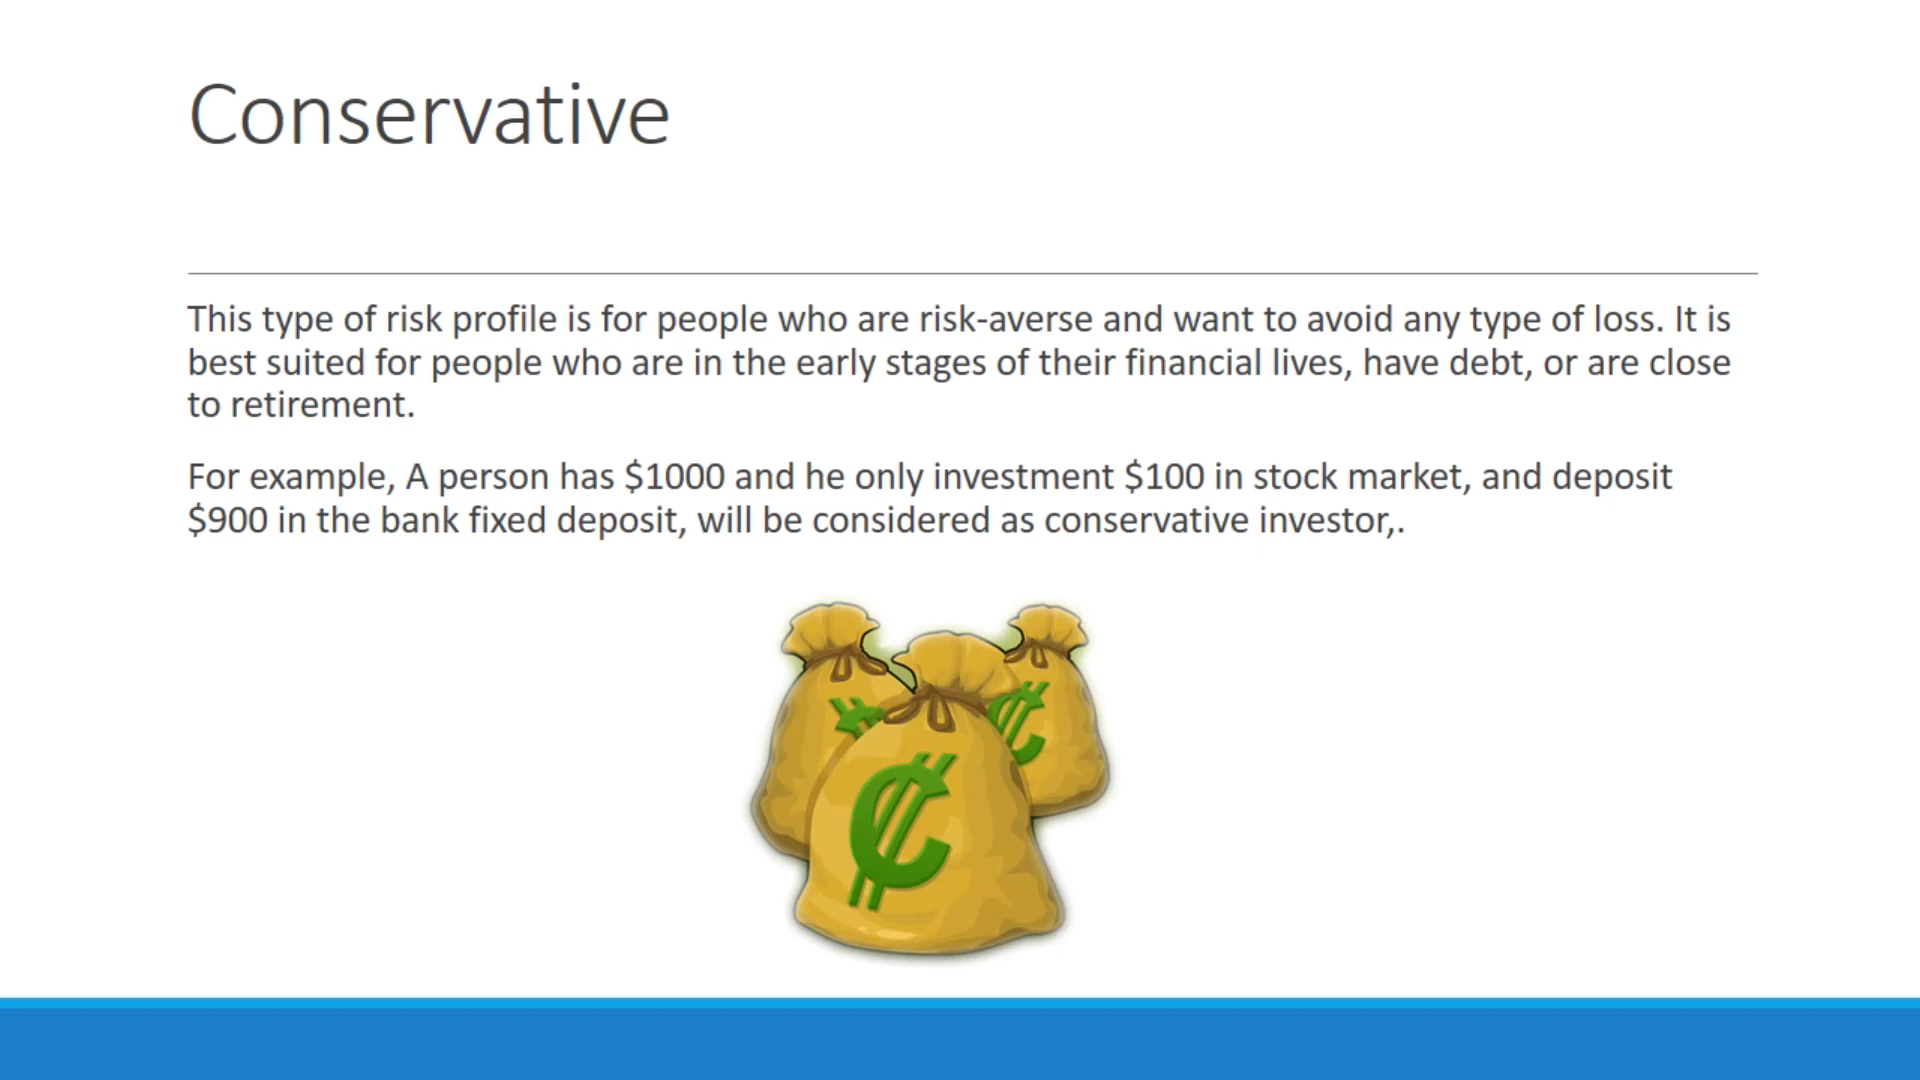 Conservative
This type of risk profile is for people who are risk-averse and want to avoid any type of loss. It is
best suited for people who are in the early stages of their financial lives, have debt, or are close
to retirement.
For example, A person has $1000 and he only investment $100 in stock market, and deposit
$900 in the bank fixed deposit, will be considered as conservative investor,.